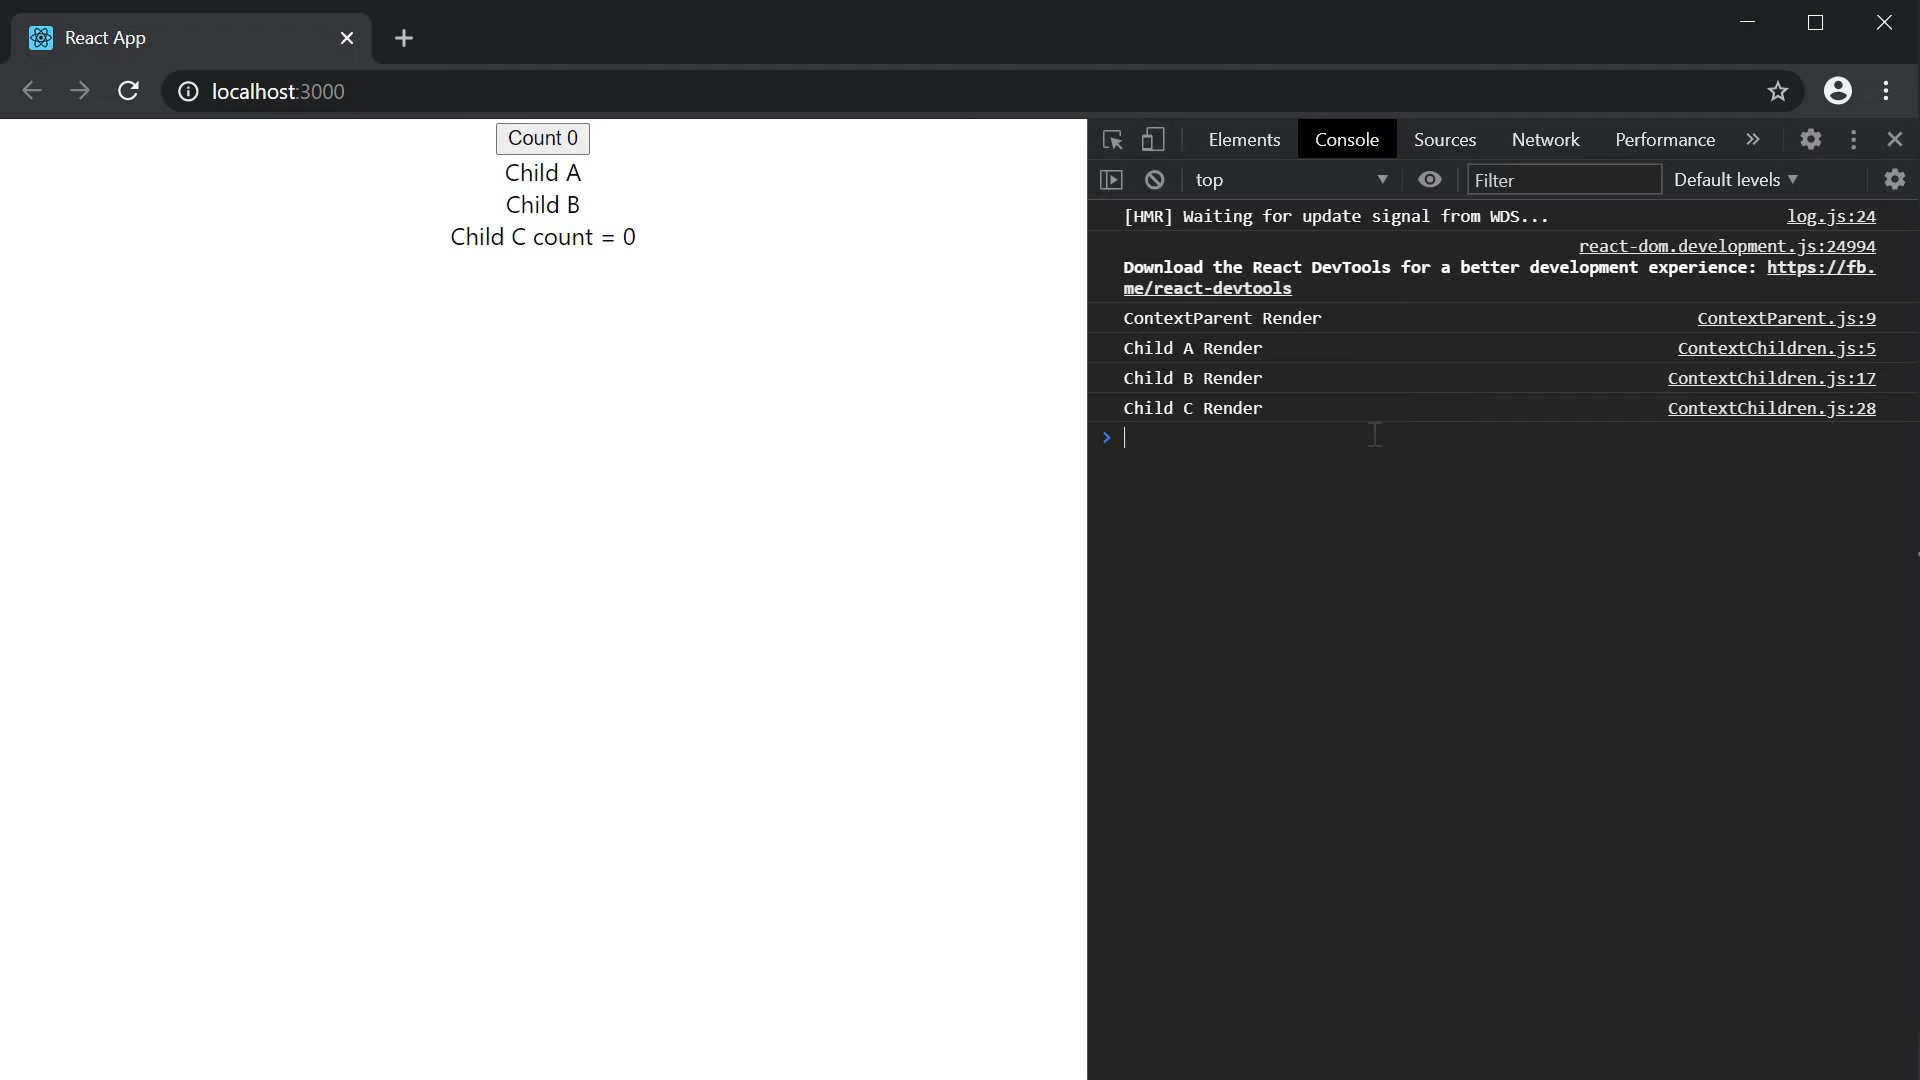 React App
localhost:3000
Count 0
Child A
Child B
Child C count = 0
Elements Console Sources Network Performance
top Filter Default levels
[HMR] Waiting for update signal from WDS... log.js:24
react-dom.development.js:24994
Download the React DevTools for a better development experience: https://fb.
me/react-devtools
ContextParent Render ContextParent.js:9
Child A Render ContextChildren.js:5
Child B Render ContextChildren.js:17
Child C Render ContextChildren.js:28